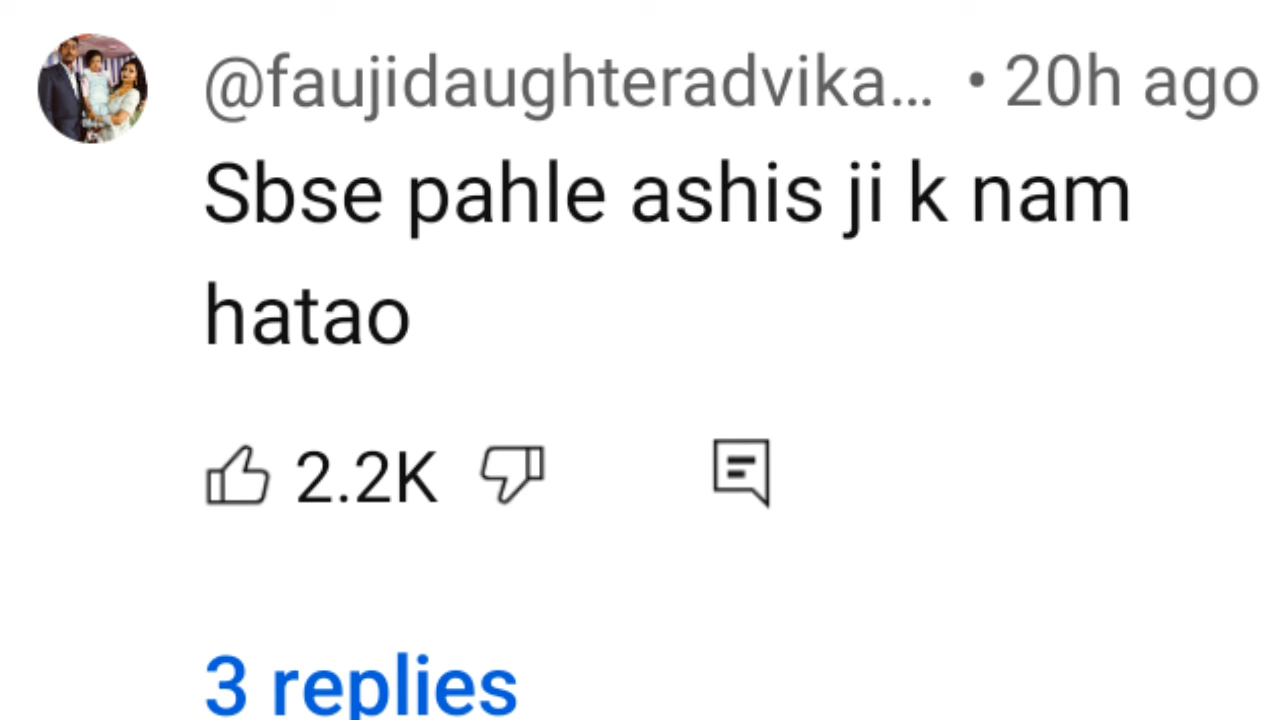 @faujidaughteradvika... • 20h ago
Sbse pahle ashis ji k nam
hatao
2.2K
3 replies